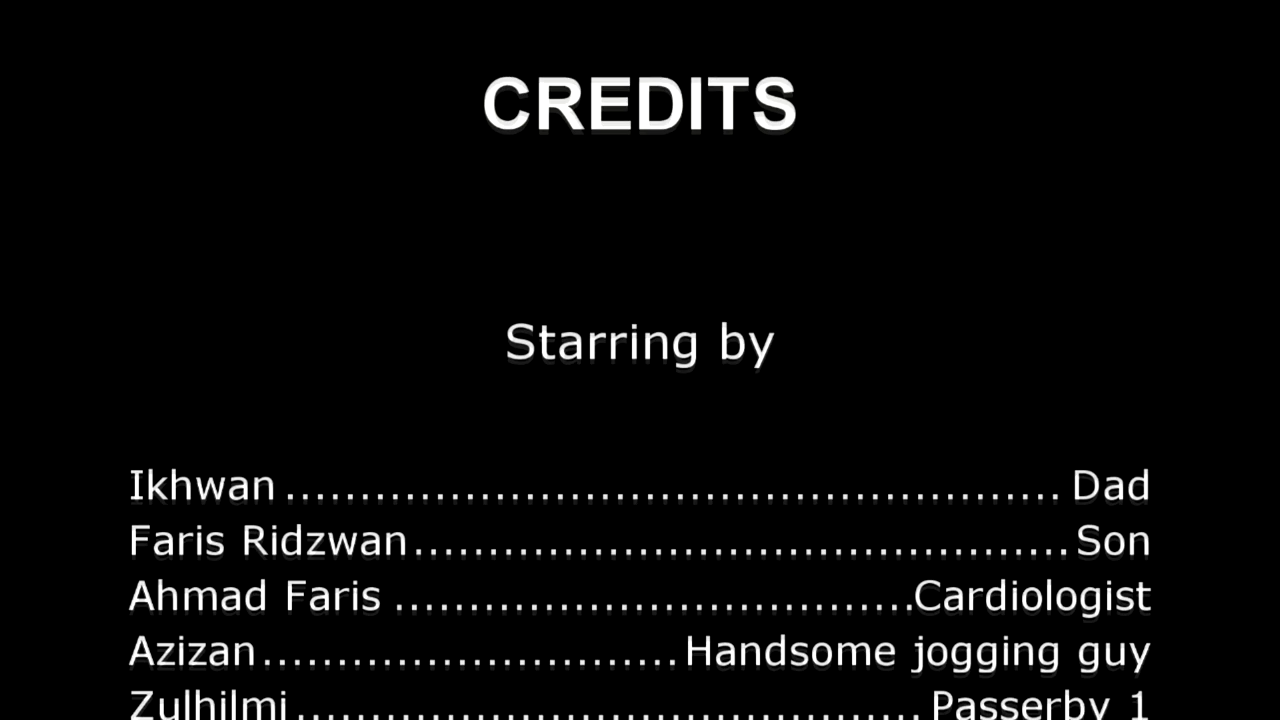 CREDITS
Starring by
Ikhwan ................................................... Dad
Faris Ridzwan............................................Son
Ahmad Faris ...................................Cardiologist
Azizan............................Handsome jogging guy
Zulhilmi.......................................... Passerby 1